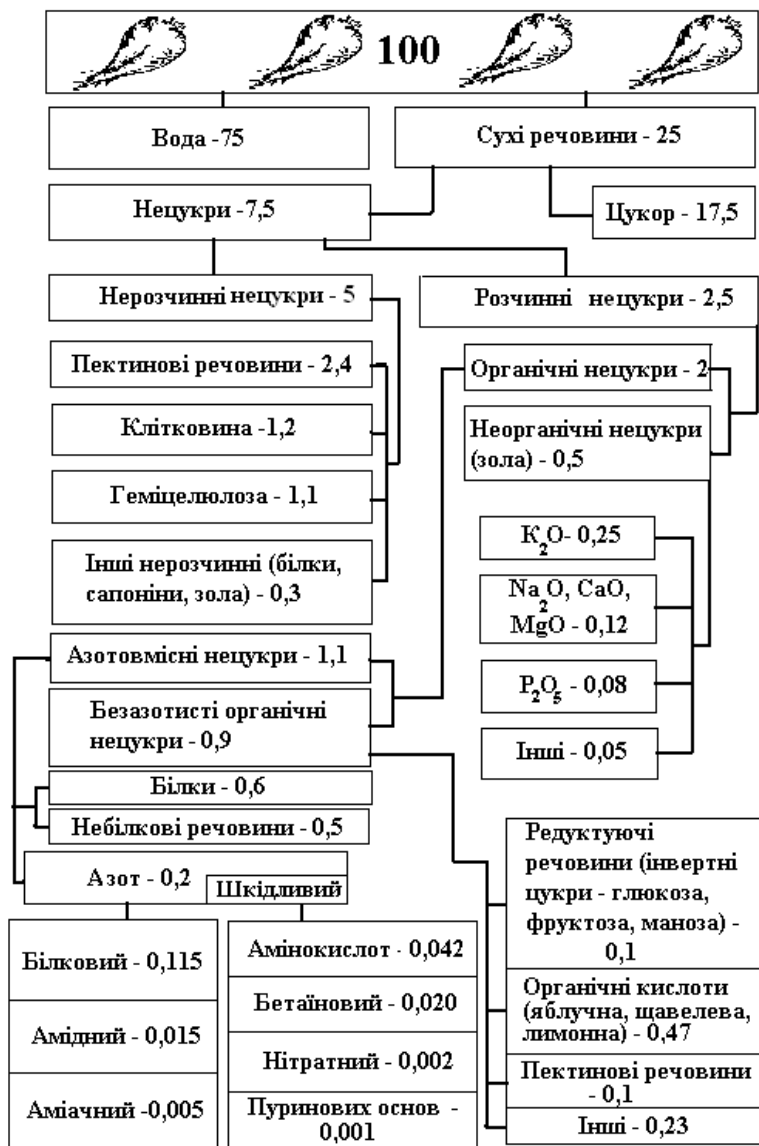 100
Вода -75
Сухі речовини - 25
Нецукри -7,5
Цукор - 17,5
Нерозчинні нецукри - 5
Розчинні нецукри - 2,5
Пектинові речовини - 2,4
Органічні нецукри - 2
Клітковина -1,2
Неорганічні нецукри
(зола) - 0,5
Геміцелюлоза - 1,1
K₂O- 0,25
Інші нерозчинні (білки,
сапоніни, зола) - 0,3
Na₂O, CaO,
MgO - 0,12
Азотовмісні нецукри - 1,1
P₂O₅ - 0,08
Безазотисті органічні
нецукри - 0,9
Інші - 0,05
Білки - 0,6
Небілкові речовини - 0,5
Азот - 0,2
Шкідливий
Білковий - 0,115
Амідний - 0,015
Аміачний -0,005
Амінокислот - 0,042
Бетаїновий - 0,020
Нітратний - 0,002
Пуринових основ -
0,001
Редуктуючі
речовини (інвертні
цукри - глюкоза,
фруктоза, маноза) -
0,1
Органічні кислоти
(яблучна, щавелева,
лимонна) - 0,47
Пектинові речовини
- 0,1
Інші - 0,23